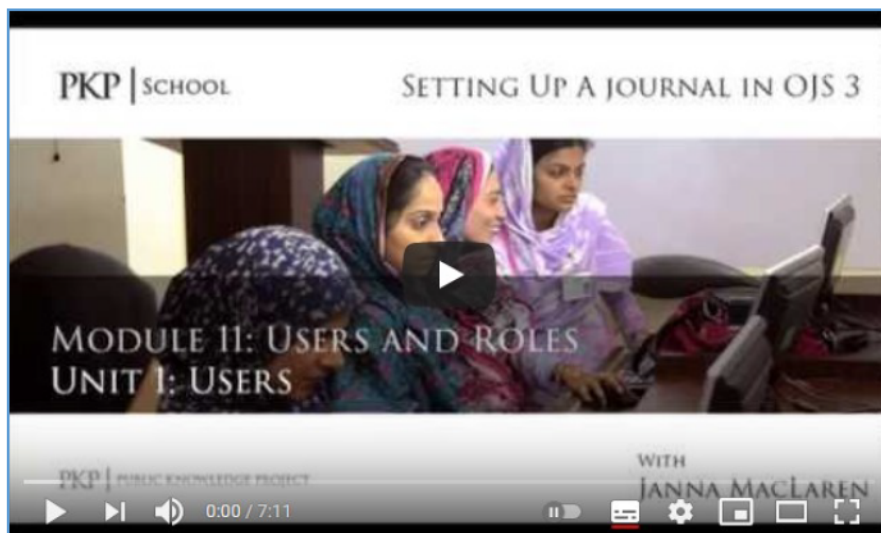 PKP | SCHOOL
SETTING UP A JOURNAL IN OJS 3
MODULE 11: USERS AND ROLES
UNIT 1: USERS
WITH
PKP | PUBLIC KNOWLEDGE PROJECT
JANNA MACLAREN
0:00 / 7:11